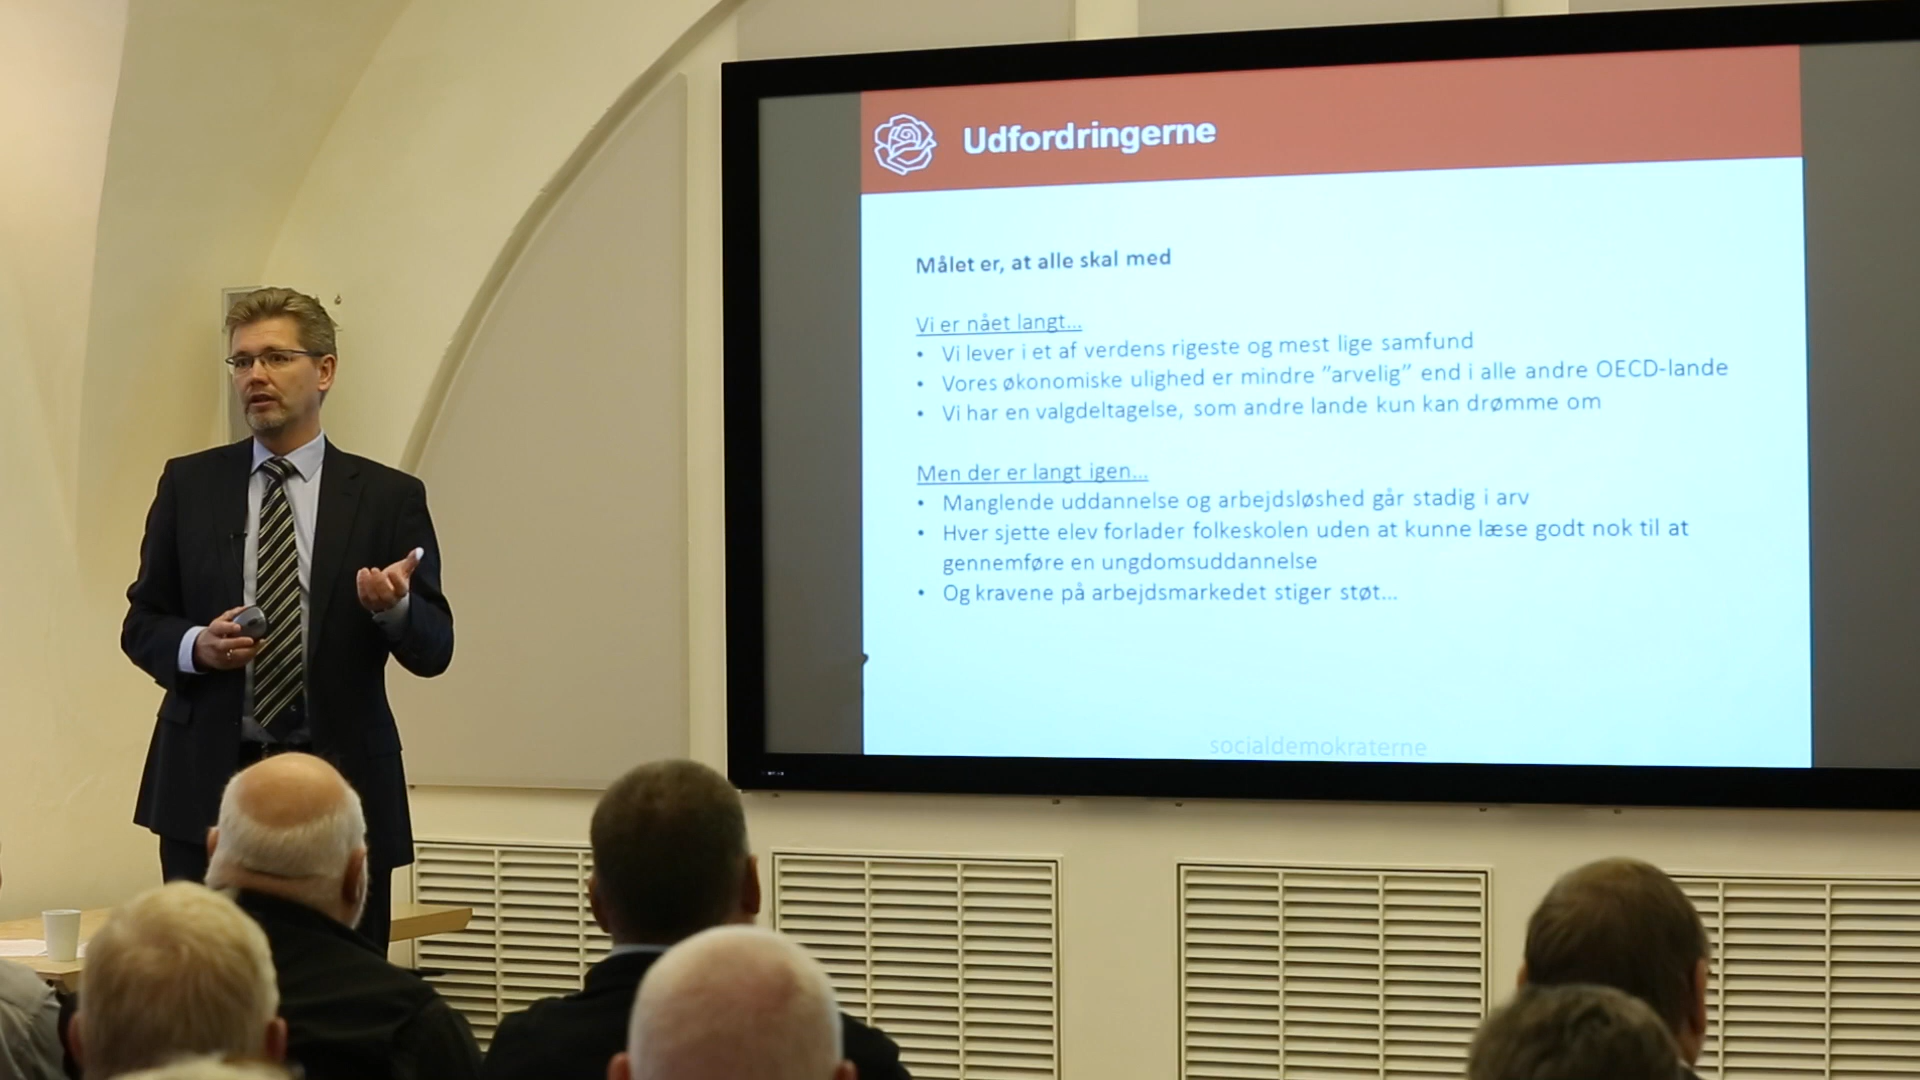 Udfordringerne
Målet er, at alle skal med
Vi er nået langt...
• Vi lever i et af verdens rigeste og mest lige samfund
• Vores økonomiske ulighed er mindre ”arvelig” end i alle andre OECD-lande
• Vi har en valgdeltagelse, som andre lande kun kan drømme om
Men der er langt igen...
• Manglende uddannelse og arbejdsløshed går stadig i arv
• Hver sjette elev forlader folkeskolen uden at kunne læse godt nok til at
gennemføre en ungdomsuddannelse
• Og kravene på arbejdsmarkedet stiger støt...
socialdemokraterne